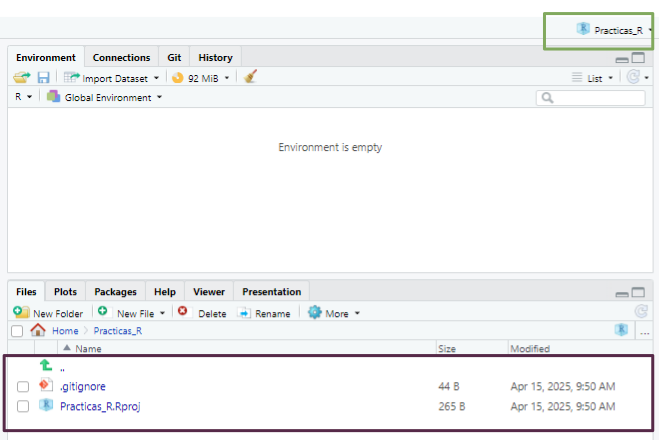 Practicas_R
Environment Connections Git History
Import Dataset 92 MiB List
R Global Environment
Environment is empty
Files Plots Packages Help Viewer Presentation
New Folder New File Delete Rename More
Home Practicas_R ...
Name Size Modified
..
.gitignore 44 B Apr 15, 2025, 9:50 AM
Practicas_R.Rproj 265 B Apr 15, 2025, 9:50 AM